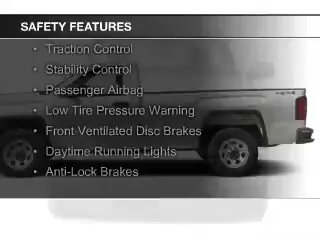 SAFETY FEATURES
• Traction Control
• Stability Control
• Passenger Airbag
• Low Tire Pressure Warning
• Front Ventilated Disc Brakes
• Daytime Running Lights
• Anti-Lock Brakes